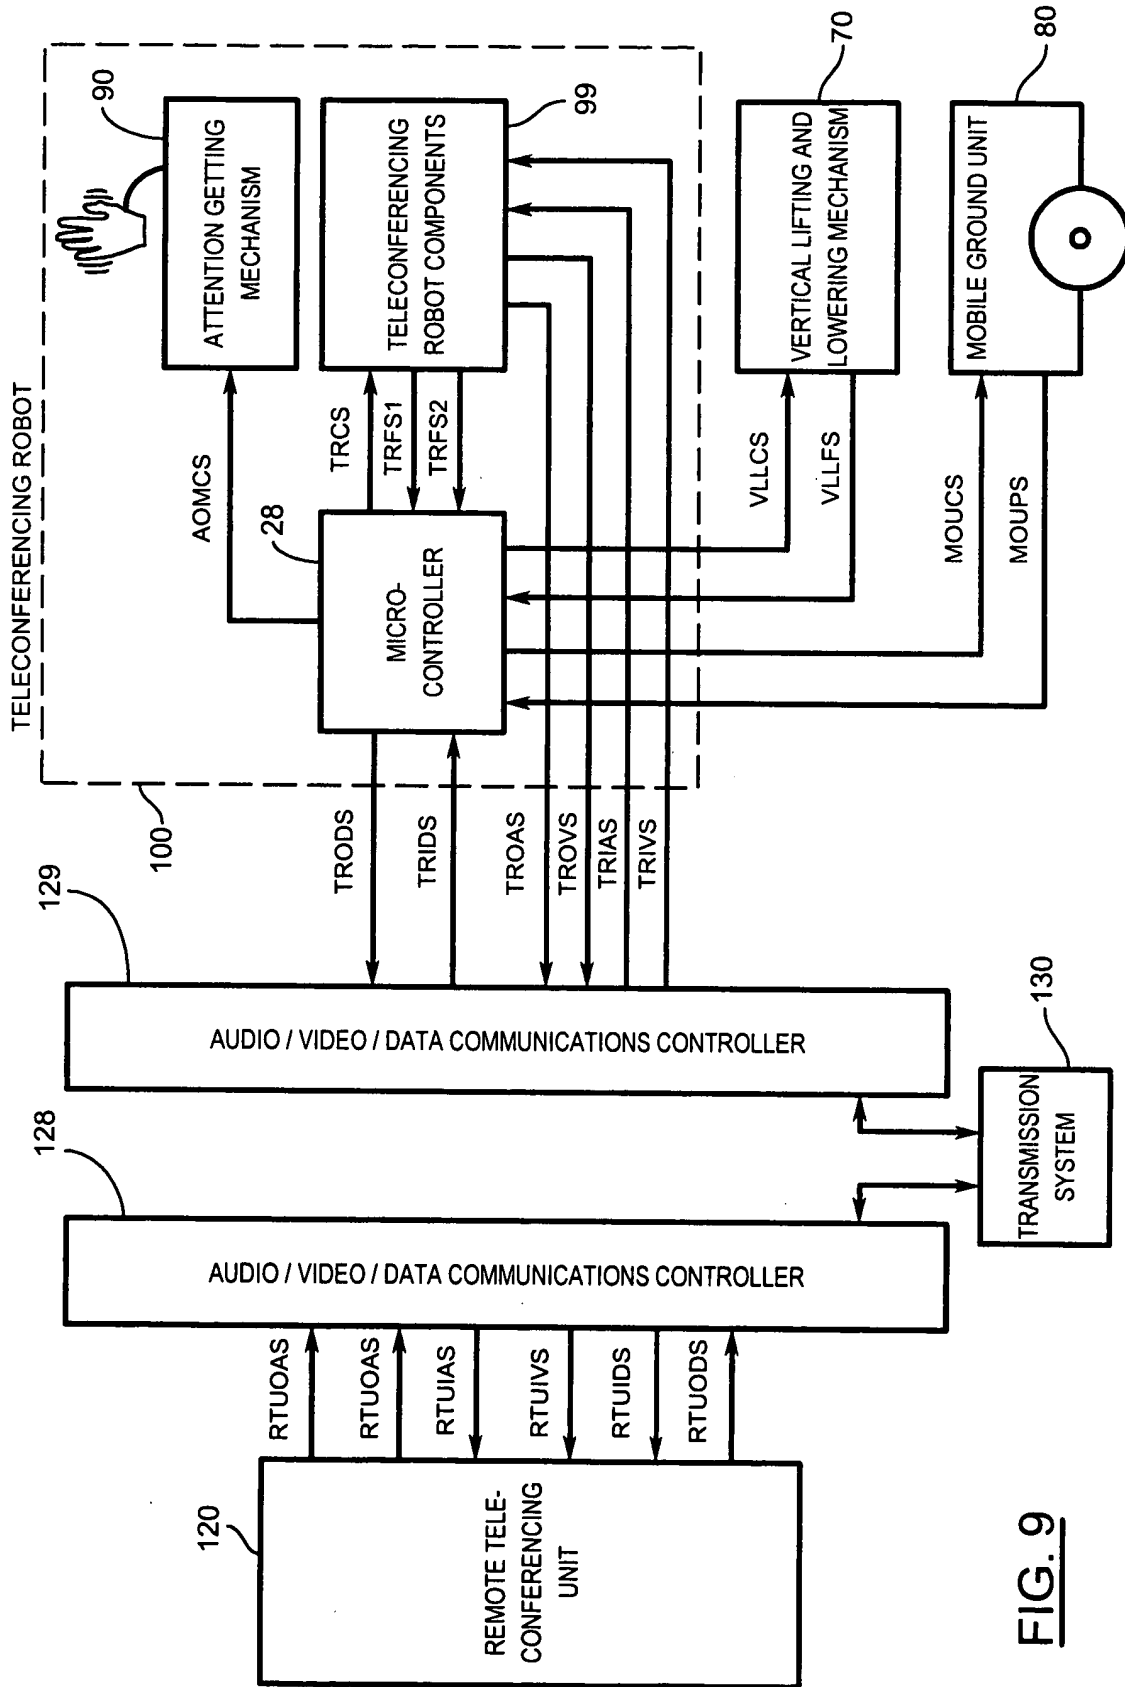 TELECONFERENCING ROBOT
90
ATTENTION GETTING
MECHANISM
99
TELECONFERENCING
ROBOT COMPONENTS
70
VERTICAL LIFTING AND
LOWERING MECHANISM
80
MOBILE GROUND UNIT
AOMCS
TRCS
TRFS1
TRFS2
28
MICRO-
CONTROLLER
VLLCS
VLLFS
MOUCS
MOUPS
100
TRODS
TRIDS
TROAS
TROVS
TRIAS
TRIVS
129
AUDIO / VIDEO / DATA COMMUNICATIONS CONTROLLER
130
TRANSMISSION
SYSTEM
128
AUDIO / VIDEO / DATA COMMUNICATIONS CONTROLLER
RTUOAS
RTUOAS
RTUIAS
RTUIVS
RTUIDS
RTUODS
120
REMOTE TELE-
CONFERENCING
UNIT
FIG. 9